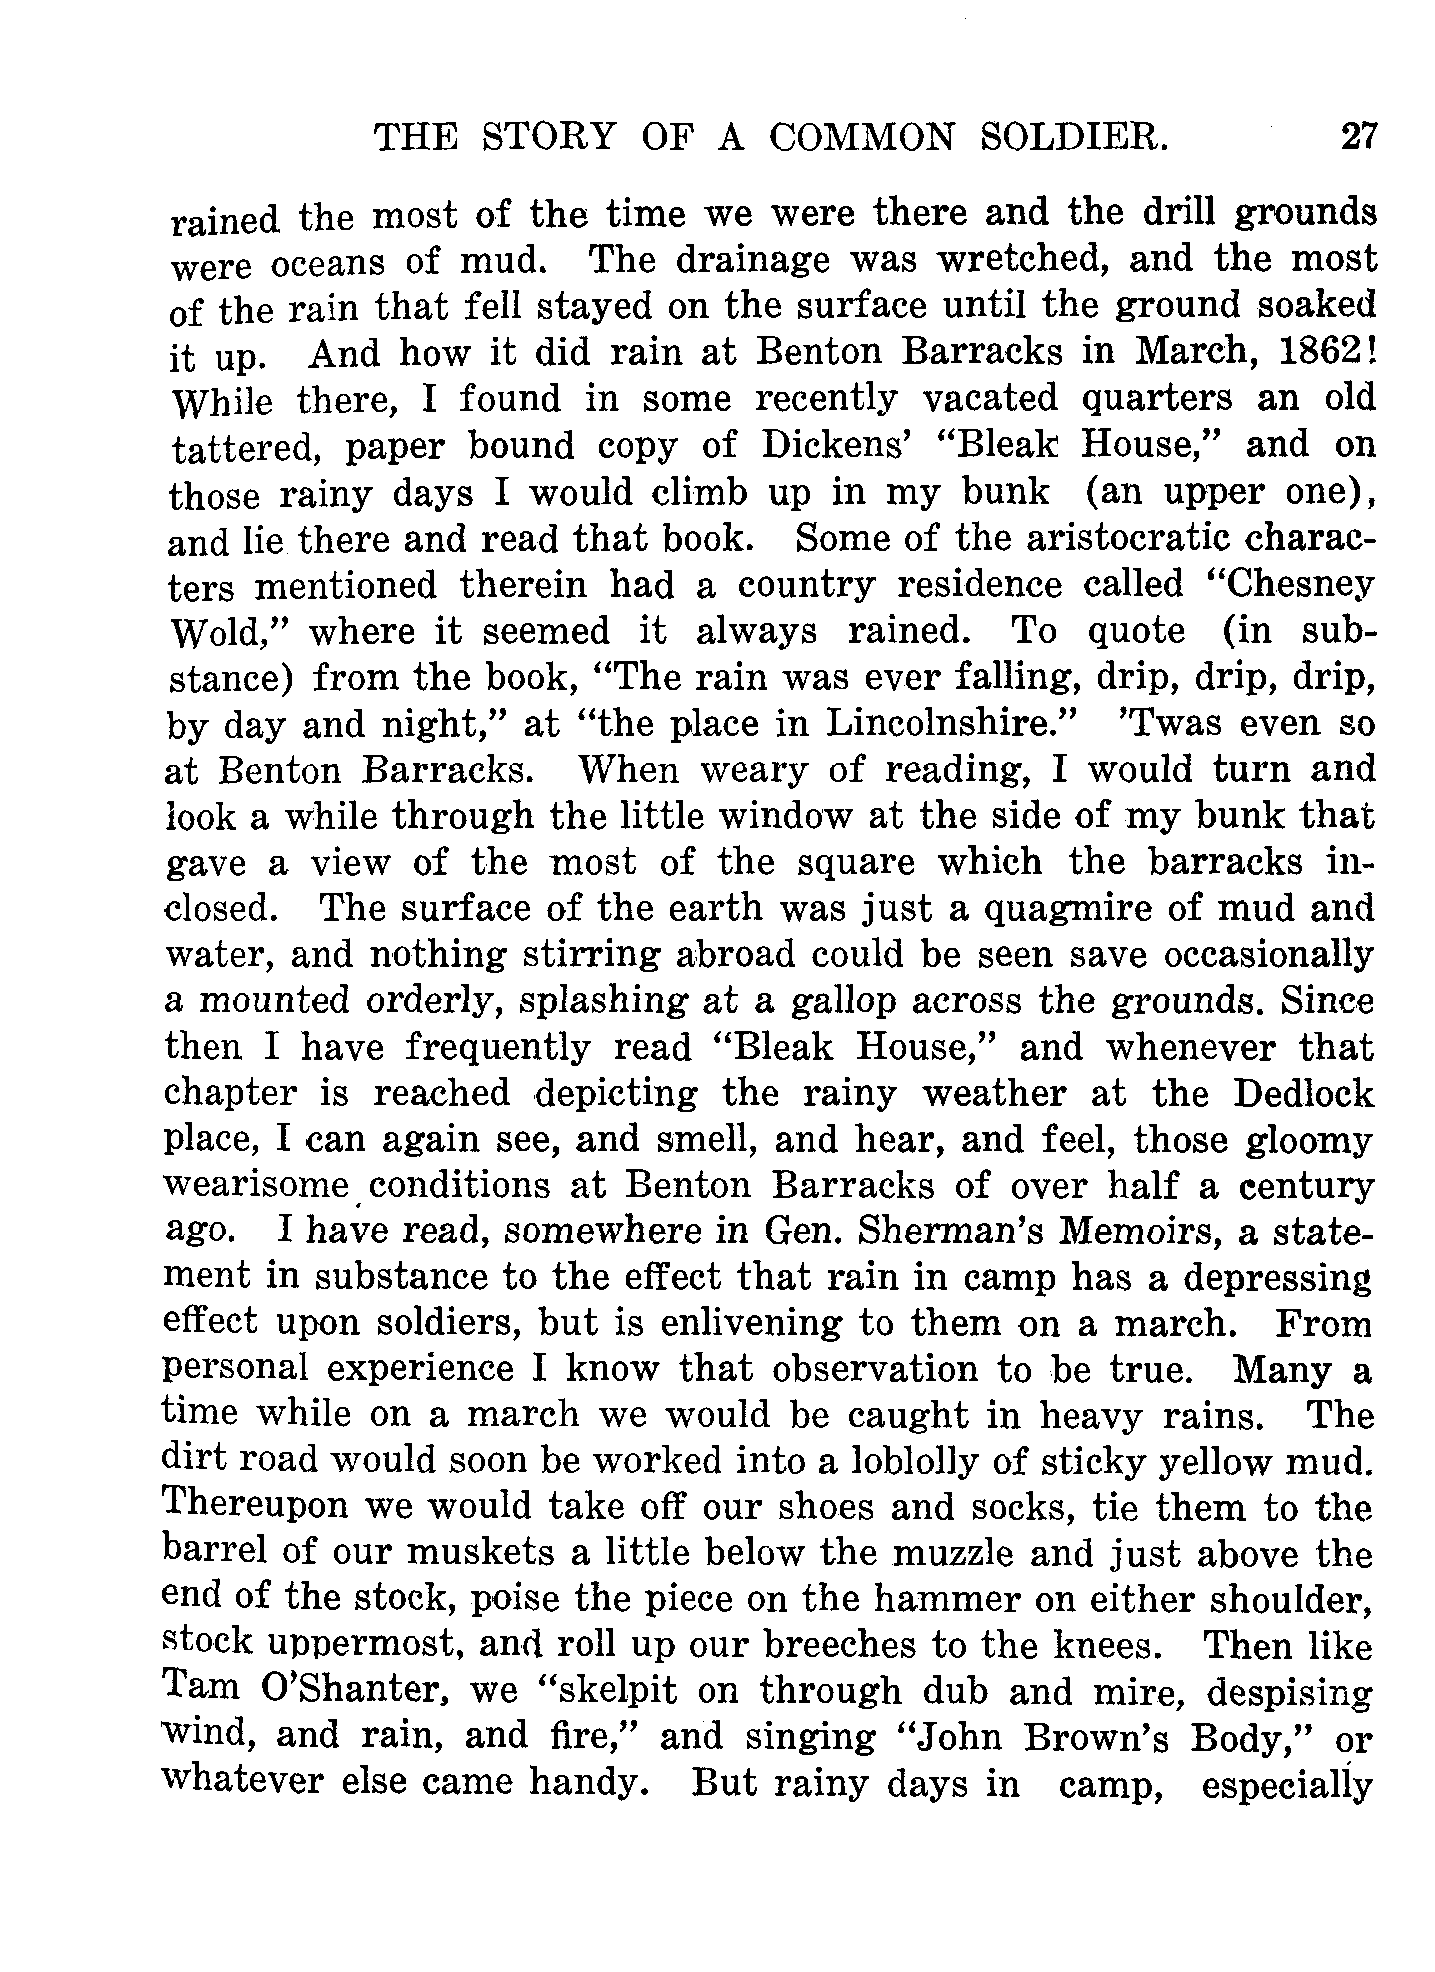 THE STORY OF A COMMON SOLDIER. 27
rained the most of the time we were there and the drill grounds
were oceans of mud. The drainage was wretched, and the most
of the rain that fell stayed on the surface until the ground soaked
it up. And how it did rain at Benton Barracks in March, 1862!
While there, I found in some recently vacated quarters an old
tattered, paper bound copy of Dickens' “Bleak House,” and on
those rainy days I would climb up in my bunk (an upper one),
and lie there and read that book. Some of the aristocratic charac-
ters mentioned therein had a country residence called “Chesney
Wold,” where it seemed it always rained. To quote (in sub-
stance) from the book, “The rain was ever falling, drip, drip, drip,
by day and night,” at “the place in Lincolnshire.” 'Twas even so
at Benton Barracks. When weary of reading, I would turn and
look a while through the little window at the side of my bunk that
gave a view of the most of the square which the barracks in-
closed. The surface of the earth was just a quagmire of mud and
water, and nothing stirring abroad could be seen save occasionally
a mounted orderly, splashing at a gallop across the grounds. Since
then I have frequently read “Bleak House,” and whenever that
chapter is reached depicting the rainy weather at the Dedlock
place, I can again see, and smell, and hear, and feel, those gloomy
wearisome conditions at Benton Barracks of over half a century
ago. I have read, somewhere in Gen. Sherman's Memoirs, a state-
ment in substance to the effect that rain in camp has a depressing
effect upon soldiers, but is enlivening to them on a march. From
personal experience I know that observation to be true. Many a
time while on a march we would be caught in heavy rains. The
dirt road would soon be worked into a loblolly of sticky yellow mud.
Thereupon we would take off our shoes and socks, tie them to the
barrel of our muskets a little below the muzzle and just above the
end of the stock, poise the piece on the hammer on either shoulder,
stock uppermost, and roll up our breeches to the knees. Then like
Tam O'Shanter, we “skelpit on through dub and mire, despising
wind, and rain, and fire,” and singing “John Brown's Body,” or
whatever else came handy. But rainy days in camp, especially